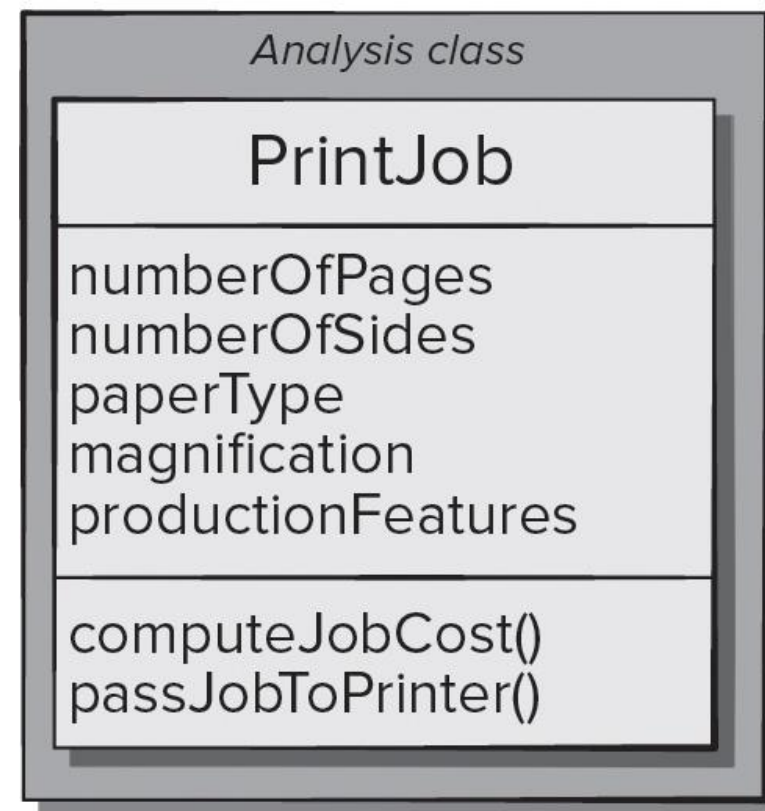 Analysis class
PrintJob
numberOfPages
numberOfSides
paperType
magnification
productionFeatures
computeJobCost()
passJobToPrinter()